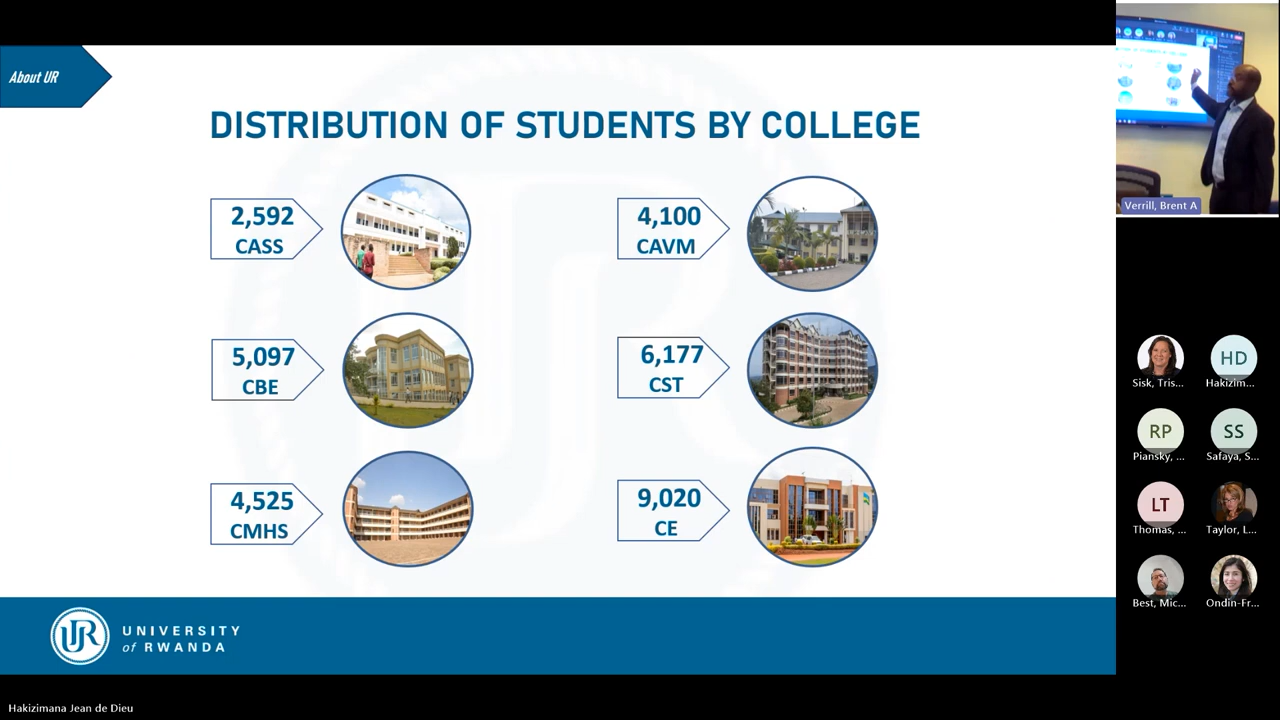 About UR
DISTRIBUTION OF STUDENTS BY COLLEGE
2,592
CASS
4,100
CAVM
5,097
CBE
6,177
CST
4,525
CMHS
9,020
CE
UR
UNIVERSITY
of RWANDA
Hakizimana Jean de Dieu
Verrill, Brent A
Sisk, Tris...
HD
Hakizim...
RP
Piansky, ...
SS
Safaya, S...
LT
Thomas, ...
Taylor, L...
Best, Mic...
Ondin-Fr...